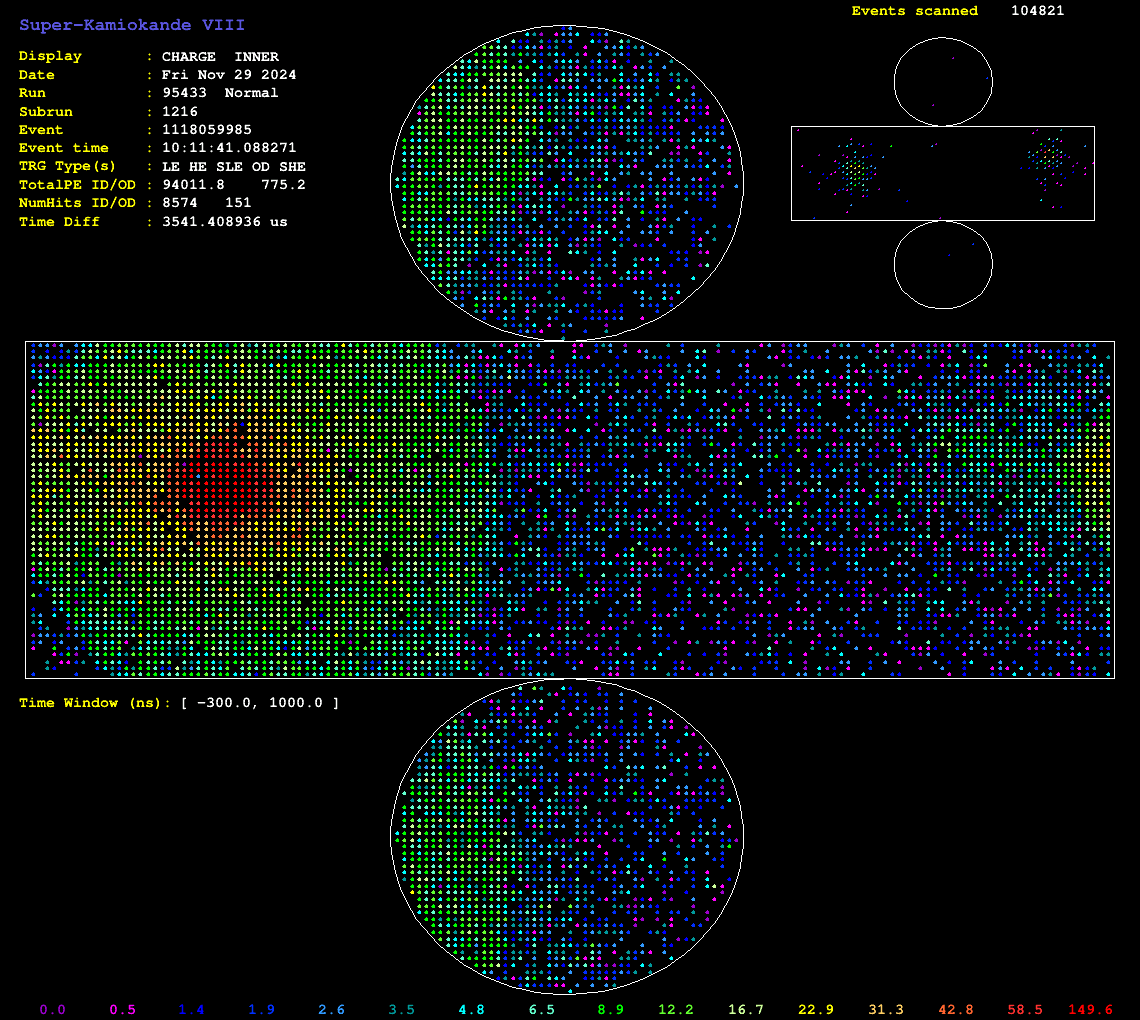 Super-Kamiokande VIII
Display : CHARGE INNER
Date : Fri Nov 29 2024
Run : 95433 Normal
Subrun : 1216
Event : 1118059985
Event time : 10:11:41.088271
TRG Type(s) : LE HE SLE OD SHE
TotalPE ID/OD : 94011.8 775.2
NumHits ID/OD : 8574 151
Time Diff : 3541.408936 us
Events scanned 104821
Time Window (ns): [ -300.0, 1000.0 ]
0.0 0.5 1.4 1.9 2.6 3.5 4.8 6.5 8.9 12.2 16.7 22.9 31.3 42.8 58.5 149.6